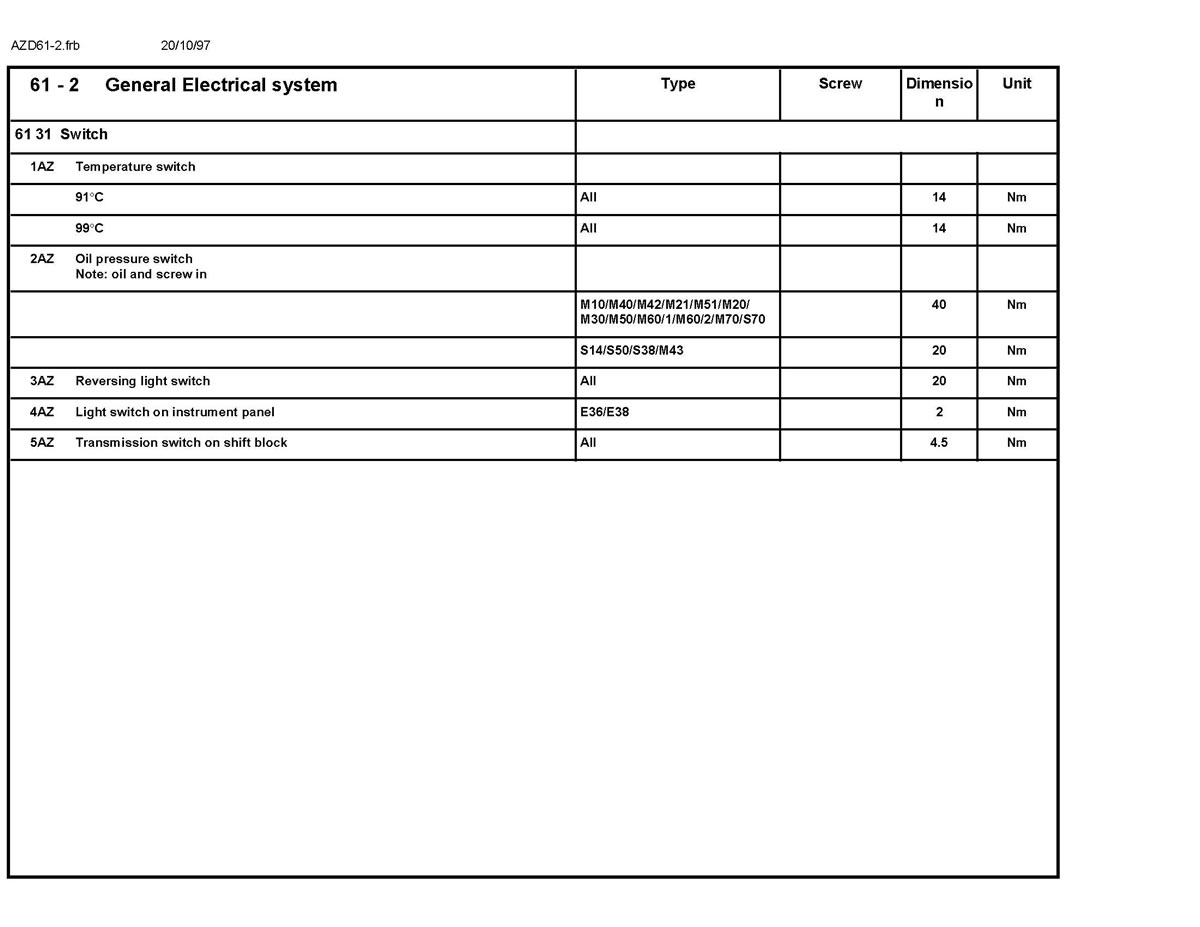 AZD61-2.frb 20/10/97
61 - 2 General Electrical system Type Screw Dimensio Unit
n
61 31 Switch
1AZ Temperature switch
91°C All 14 Nm
99°C All 14 Nm
2AZ Oil pressure switch
Note: oil and screw in
M10/M40/M42/M21/M51/M20/ 40 Nm
M30/M50/M60/1/M60/2/M70/S70
S14/S50/S38/M43 20 Nm
3AZ Reversing light switch All 20 Nm
4AZ Light switch on instrument panel E36/E38 2 Nm
5AZ Transmission switch on shift block All 4.5 Nm